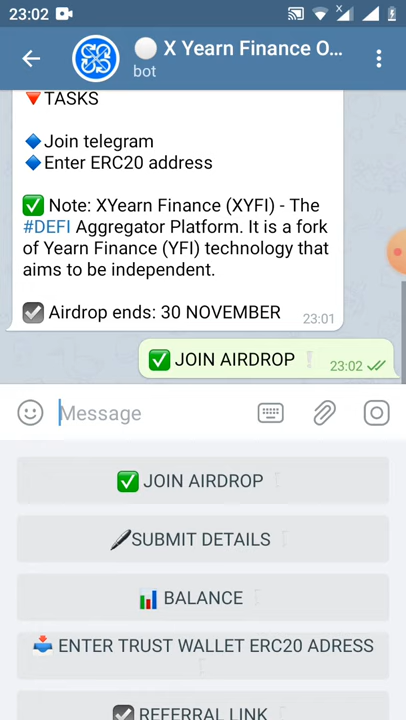 23:02
X Yearn Finance O...
bot
TASKS
Join telegram
Enter ERC20 address
Note: XYearn Finance (XYFI) - The
#DEFI Aggregator Platform. It is a fork
of Yearn Finance (YFI) technology that
aims to be independent.
Airdrop ends: 30 NOVEMBER
23:01
JOIN AIRDROP
23:02
Message
JOIN AIRDROP
SUBMIT DETAILS
BALANCE
ENTER TRUST WALLET ERC20 ADRESS
REFERRAL LINK